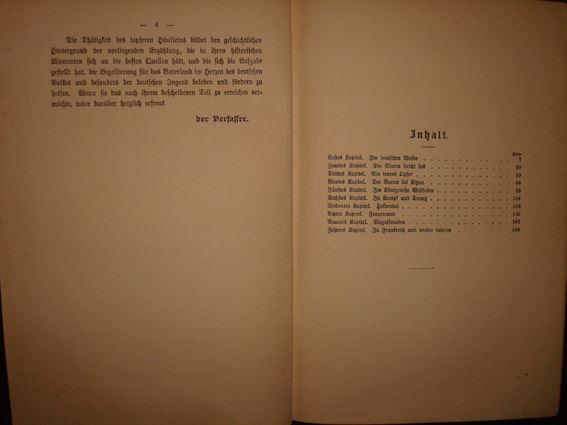 — 4 —
Die Thätigkeit des tapferen Häufleins bildet den geschichtlichen
Hintergrund der vorliegenden Erzählung, die in ihren historischen
Momenten sich an die besten Quellen hält, und die sich die Aufgabe
gestellt hat, die Begeisterung für das Vaterland im Herzen des deutschen
Volkes und besonders der deutschen Jugend beleben und fördern zu
helfen. Wenn sie das nach ihrem bescheidenen Teil zu erreichen ver-
möchte, wäre darüber herzlich erfreut
der Verfasser.
Inhalt.
Seite
Erstes Kapitel. Im deutschen Walde
Zweites Kapitel. Der Sturm bricht los
Drittes Kapitel. Ein teures Opfer
Viertes Kapitel. Der Verrat bei Kitzen
Fünftes Kapitel. Im Königreiche Westfalen
Sechstes Kapitel. In Kampf und Drang
Siebentes Kapitel. Heldentod
Achtes Kapitel. Frauenmut
Neuntes Kapitel. Siegesfreuden
Zehntes Kapitel. In Frankreich und wieder daheim